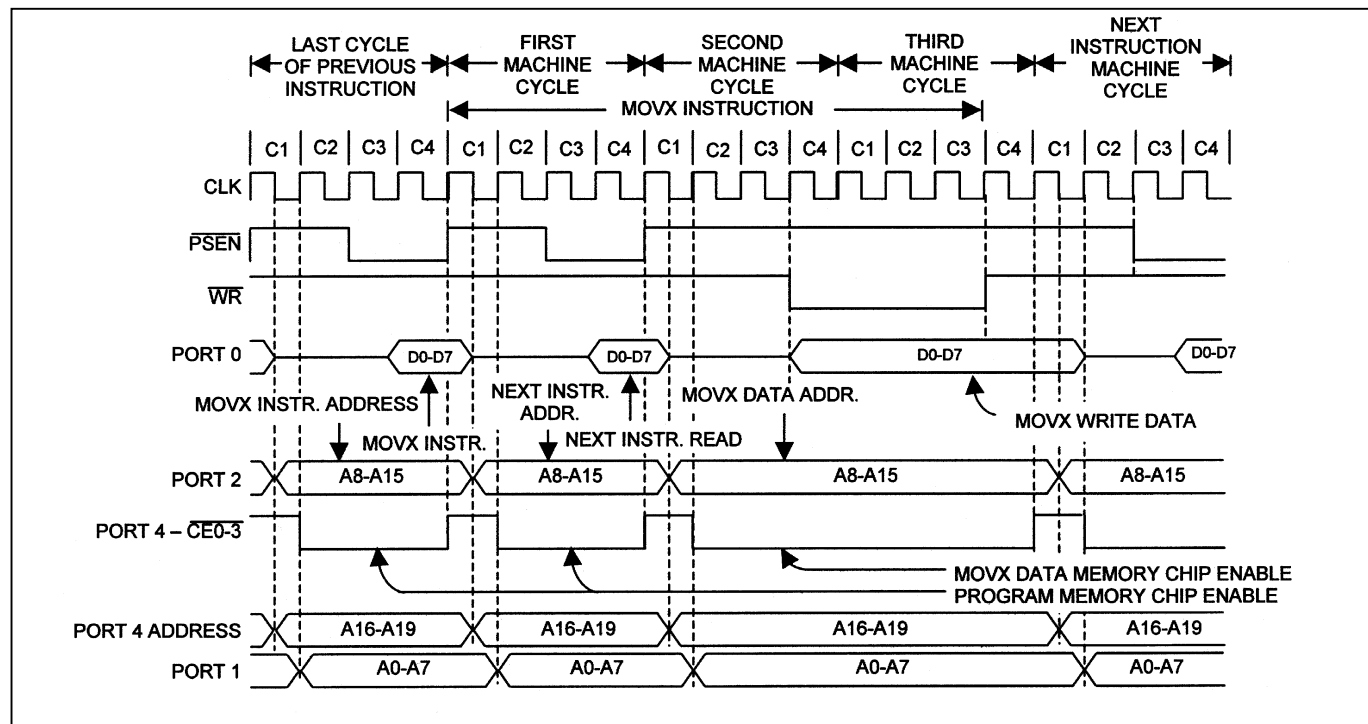 LAST CYCLE
OF PREVIOUS
INSTRUCTION
FIRST
MACHINE
CYCLE
SECOND
MACHINE
CYCLE
THIRD
MACHINE
CYCLE
NEXT
INSTRUCTION
MACHINE
CYCLE
MOVX INSTRUCTION
C1 C2 C3 C4 C1 C2 C3 C4 C1 C2 C3 C4 C1 C2 C3 C4 C1 C2 C3 C4
CLK
PSEN
WR
PORT 0
D0-D7 D0-D7 D0-D7 D0-D7
MOVX INSTR. ADDRESS
MOVX INSTR.
NEXT INSTR.
ADDR.
NEXT INSTR. READ
MOVX DATA ADDR.
MOVX WRITE DATA
PORT 2
A8-A15 A8-A15 A8-A15 A8-A15
PORT 4 – CE0-3
MOVX DATA MEMORY CHIP ENABLE
PROGRAM MEMORY CHIP ENABLE
PORT 4 ADDRESS
A16-A19 A16-A19 A16-A19 A16-A19
PORT 1
A0-A7 A0-A7 A0-A7 A0-A7